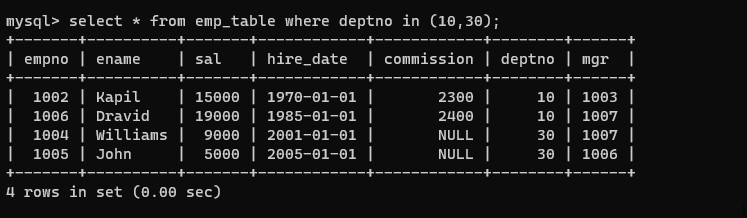 mysql> select * from emp_table where deptno in (10,30);
+-------+----------+-------+------------+------------+--------+------+
| empno | ename    | sal   | hire_date  | commission | deptno | mgr  |
+-------+----------+-------+------------+------------+--------+------+
|  1002 | Kapil    | 15000 | 1970-01-01 |       2300 |     10 | 1003 |
|  1006 | Dravid   | 19000 | 1985-01-01 |       2400 |     10 | 1007 |
|  1004 | Williams |  9000 | 2001-01-01 |       NULL |     30 | 1007 |
|  1005 | John     |  5000 | 2005-01-01 |       NULL |     30 | 1006 |
+-------+----------+-------+------------+------------+--------+------+
4 rows in set (0.00 sec)